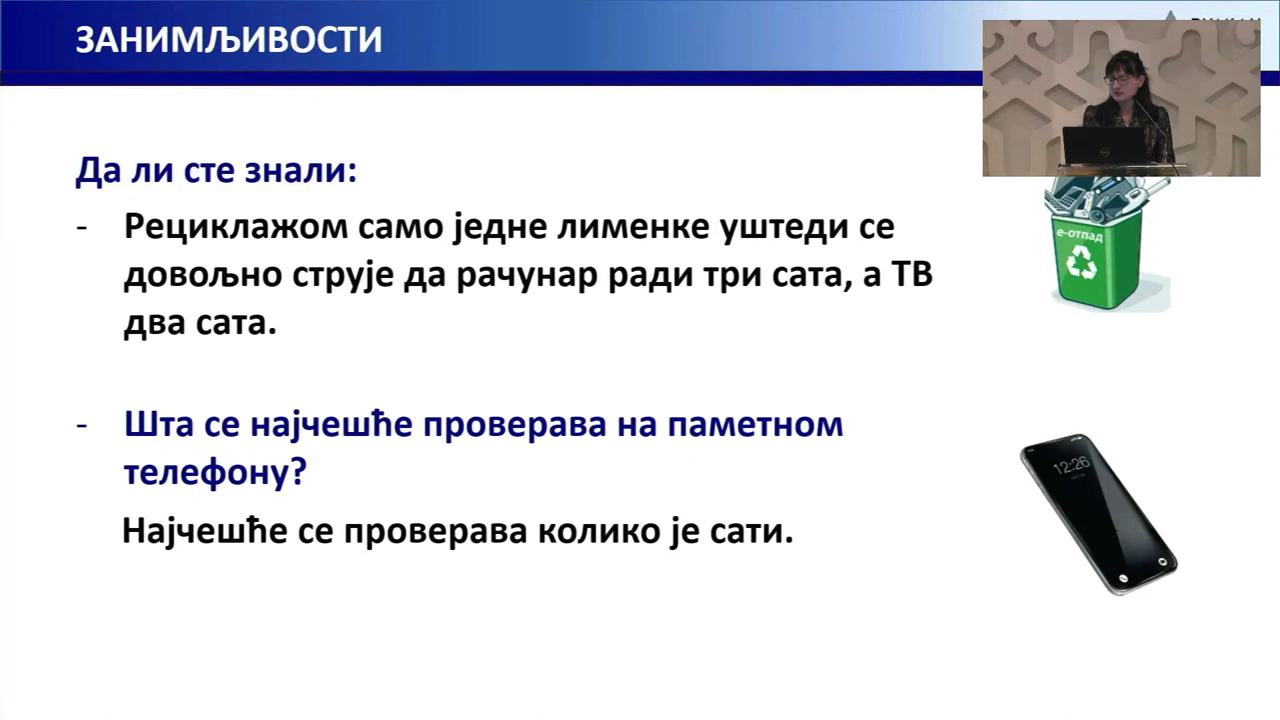 ЗАНИМЉИВОСТИ
Да ли сте знали:
- Рециклажом само једне лименке уштеди се
довољно струје да рачунар ради три сата, а ТВ
два сата.
е-отпад
- Шта се најчешће проверава на паметном
телефону?
12:26
Најчешће се проверава колико је сати.